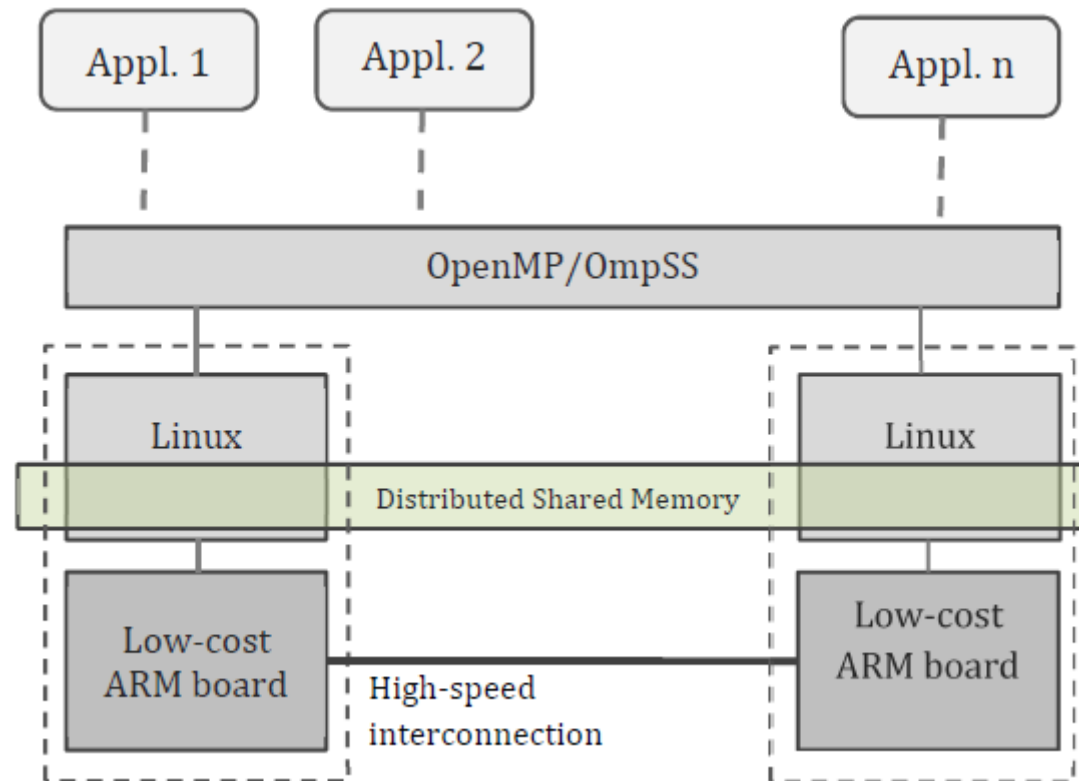 Appl. 1
Appl. 2
Appl. n
OpenMP/OmpSS
Linux
Linux
Distributed Shared Memory
Low-cost
ARM board
Low-cost
ARM board
High-speed
interconnection